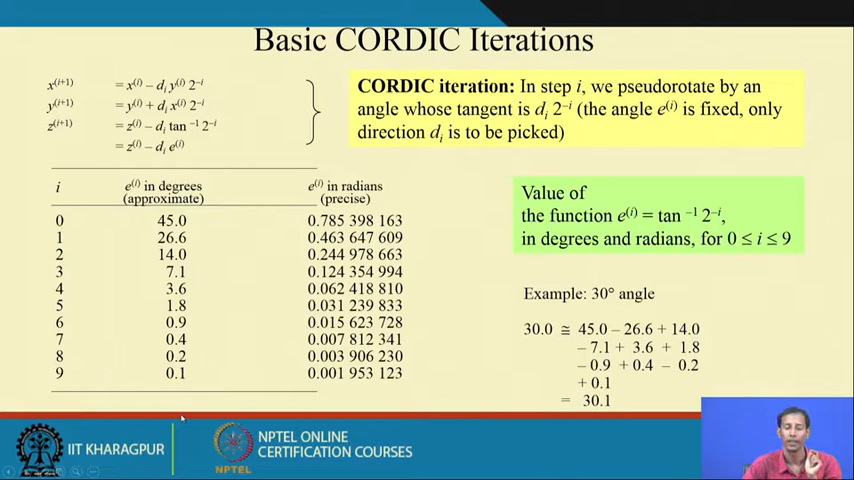 Basic CORDIC Iterations
x⁽ⁱ⁺¹⁾ = x⁽ⁱ⁾ – dᵢ y⁽ⁱ⁾ 2⁻ⁱ
y⁽ⁱ⁺¹⁾ = y⁽ⁱ⁾ + dᵢ x⁽ⁱ⁾ 2⁻ⁱ
z⁽ⁱ⁺¹⁾ = z⁽ⁱ⁾ – dᵢ tan ⁻¹ 2⁻ⁱ
= z⁽ⁱ⁾ – dᵢ e⁽ⁱ⁾
CORDIC iteration: In step i, we pseudorotate by an
angle whose tangent is dᵢ 2⁻ⁱ (the angle e⁽ⁱ⁾ is fixed, only
direction dᵢ is to be picked)
i e⁽ⁱ⁾ in degrees e⁽ⁱ⁾ in radians
(approximate) (precise)
0 45.0 0.785 398 163
1 26.6 0.463 647 609
2 14.0 0.244 978 663
3 7.1 0.124 354 994
4 3.6 0.062 418 810
5 1.8 0.031 239 833
6 0.9 0.015 623 728
7 0.4 0.007 812 341
8 0.2 0.003 906 230
9 0.1 0.001 953 123
Value of
the function e⁽ⁱ⁾ = tan ⁻¹ 2⁻ⁱ,
in degrees and radians, for 0 ≤ i ≤ 9
Example: 30° angle
30.0 ≅ 45.0 – 26.6 + 14.0
– 7.1 + 3.6 + 1.8
– 0.9 + 0.4 – 0.2
+ 0.1
= 30.1
IIT KHARAGPUR
NPTEL
NPTEL ONLINE
CERTIFICATION COURSES